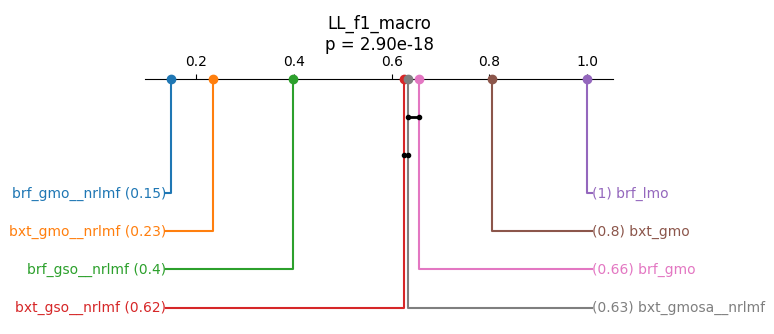 LL_f1_macro
p = 2.90e-18
0.2 0.4 0.6 0.8 1.0
brf_gmo__nrlmf (0.15)
(1) brf_lmo
bxt_gmo__nrlmf (0.23)
(0.8) bxt_gmo
brf_gso__nrlmf (0.4)
(0.66) brf_gmo
bxt_gso__nrlmf (0.62)
(0.63) bxt_gmosa__nrlmf